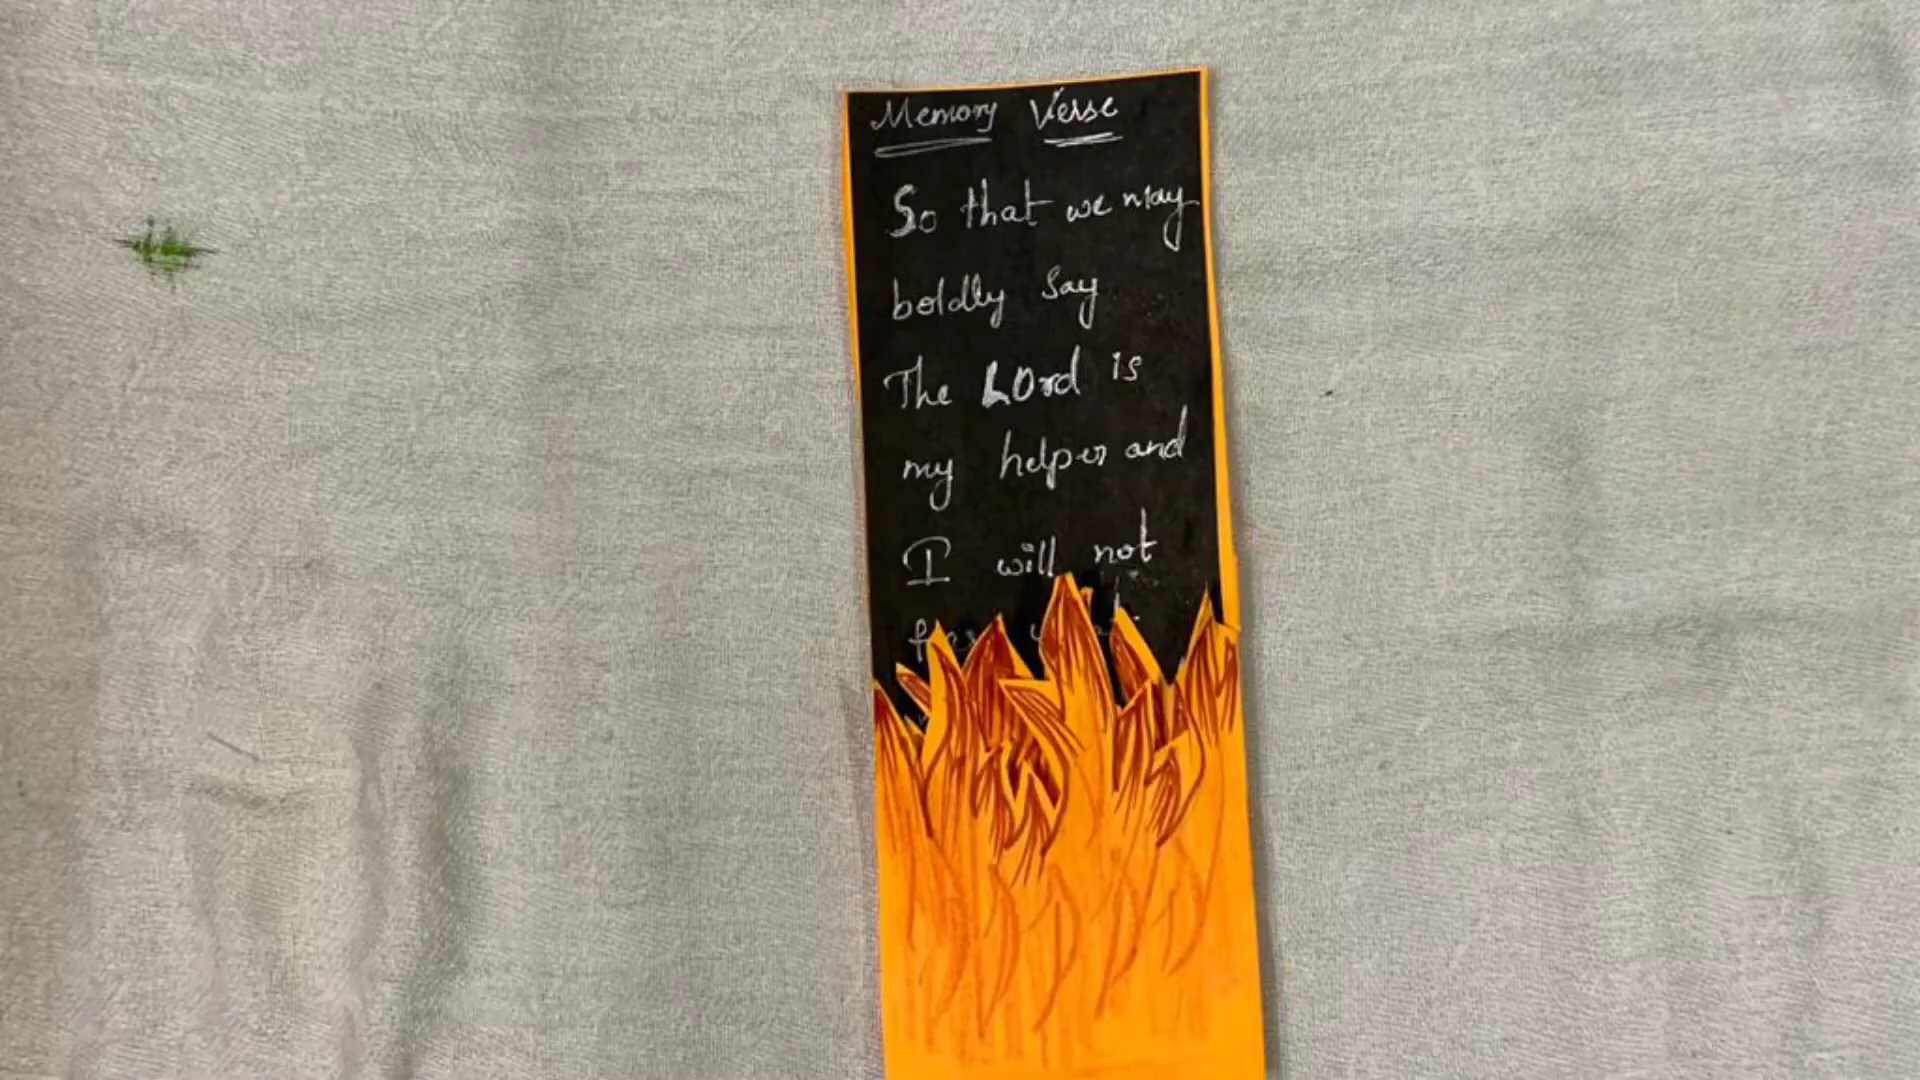 Memory Verse
So that we may
boldly say
The LOrd is
my helper and
I will not